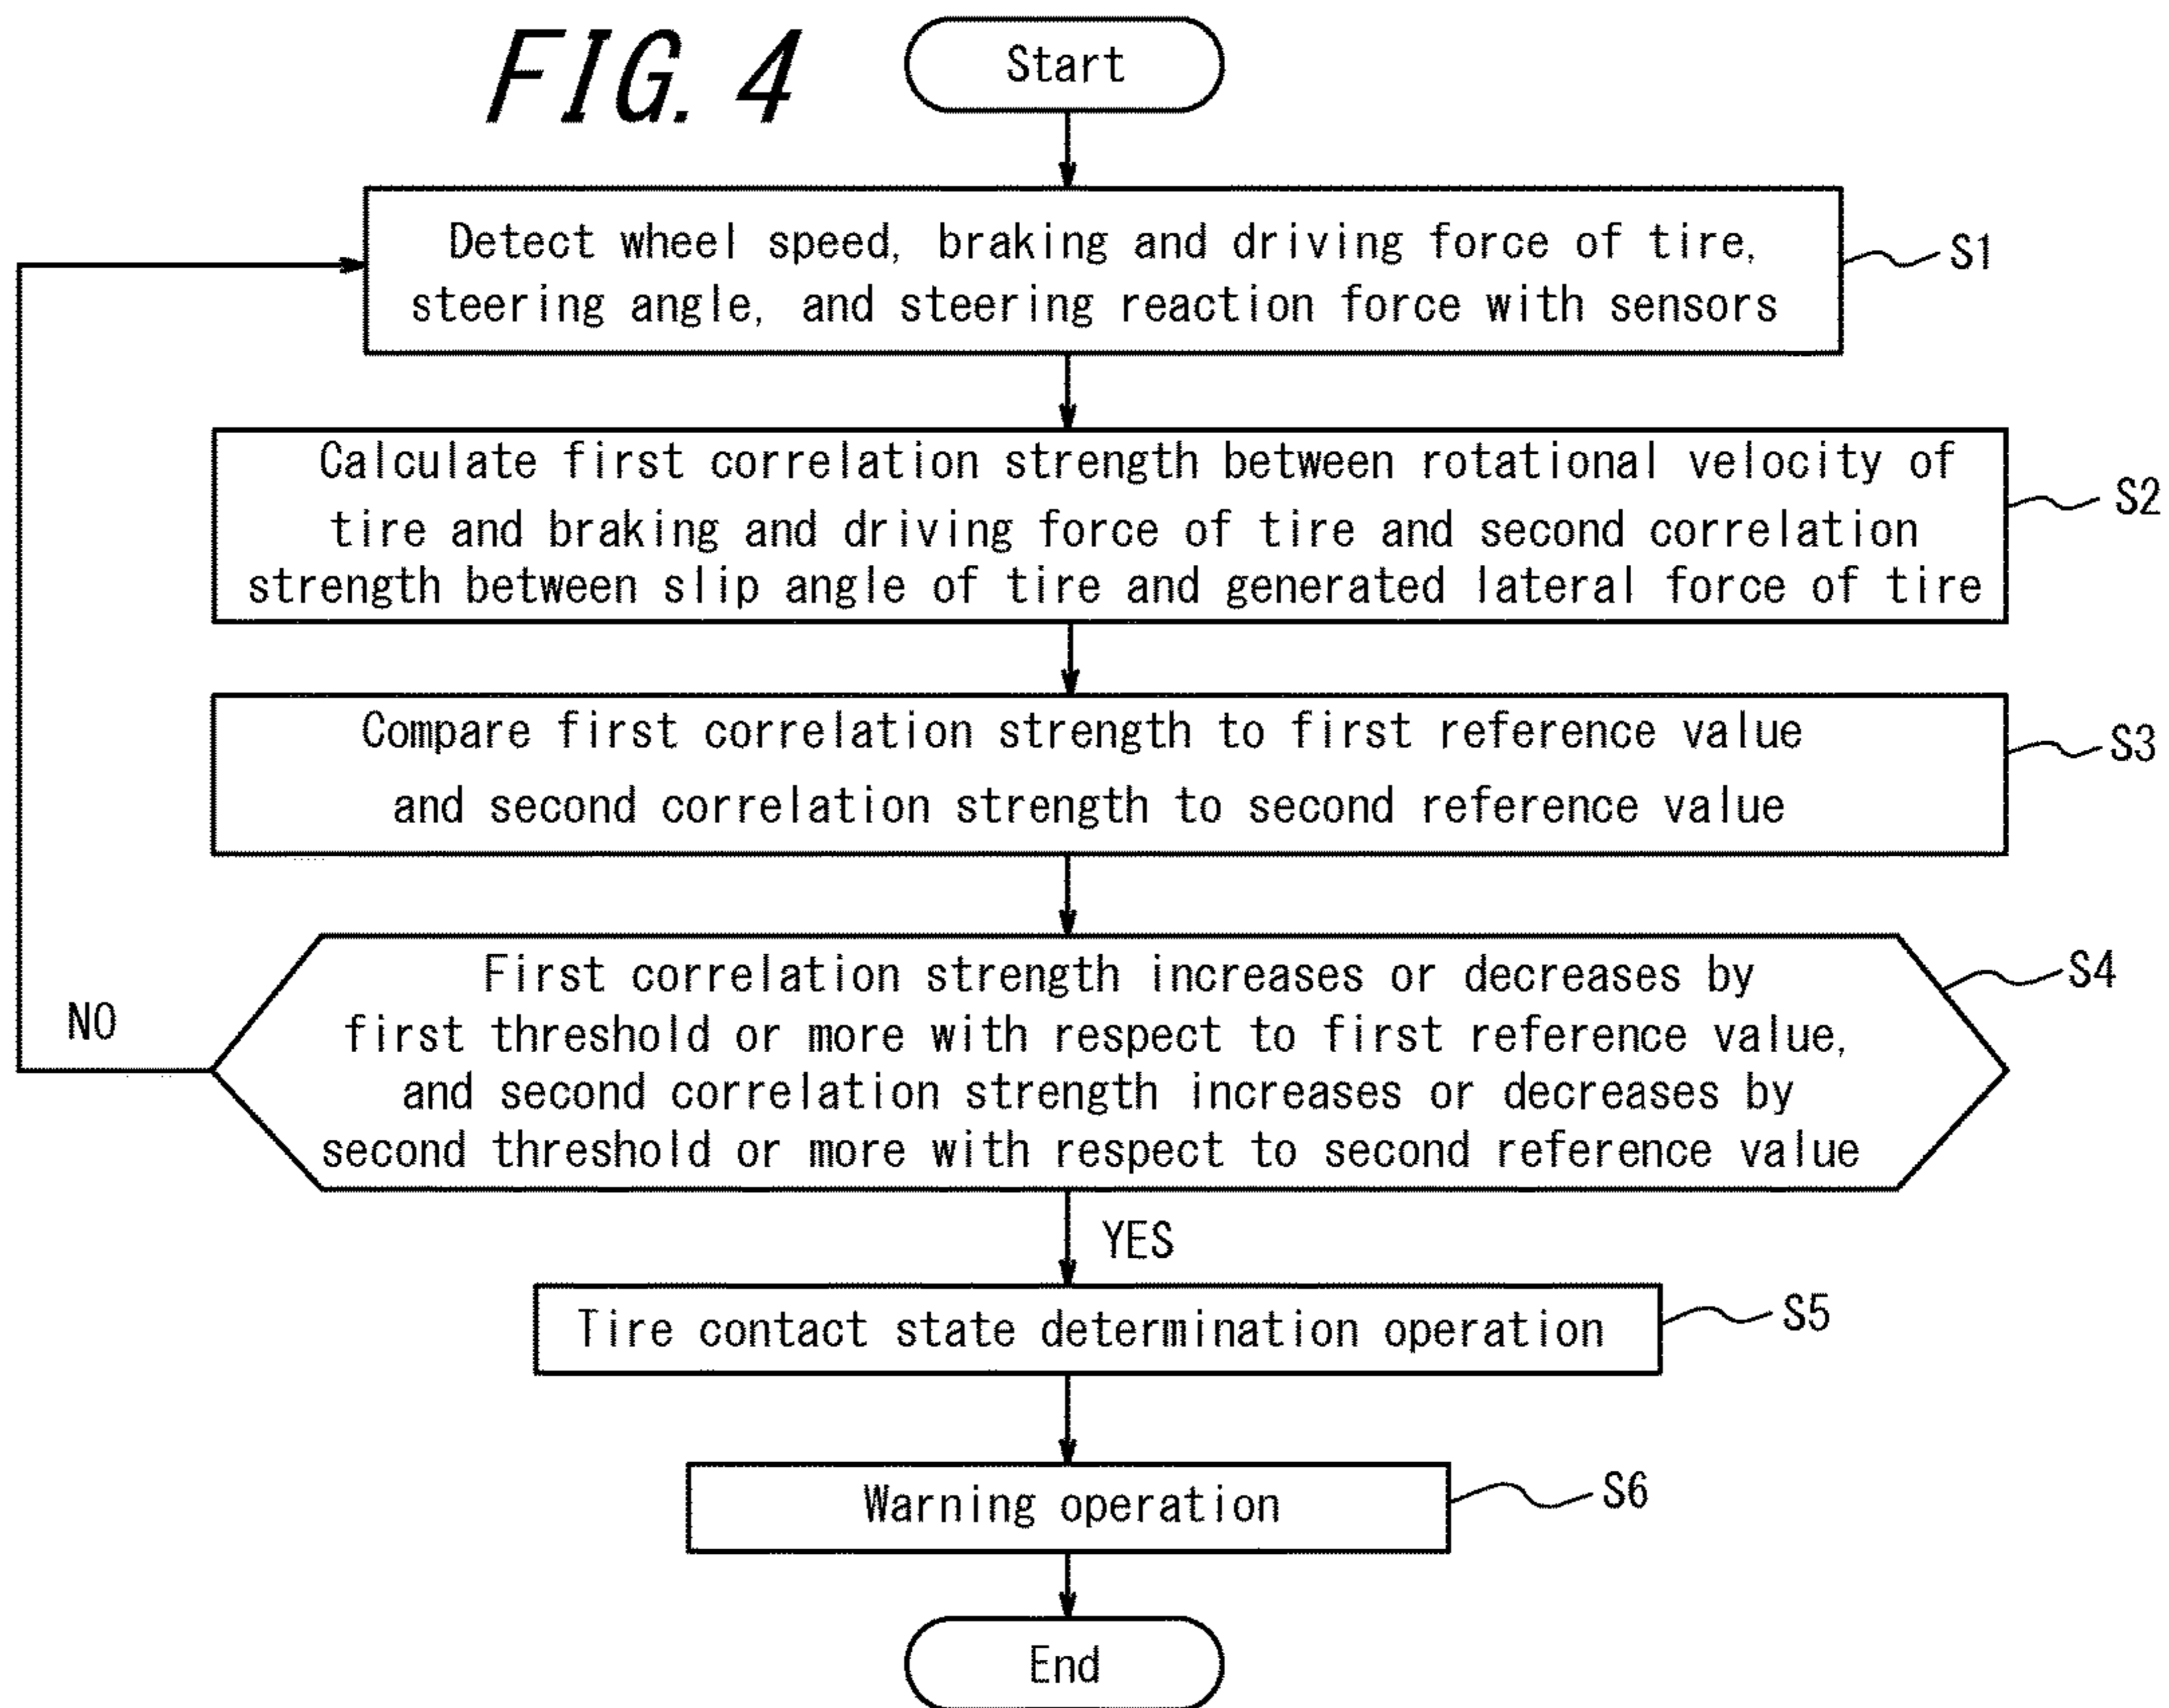 FIG. 4
Start
Detect wheel speed, braking and driving force of tire,
steering angle, and steering reaction force with sensors
S1
Calculate first correlation strength between rotational velocity of
tire and braking and driving force of tire and second correlation
strength between slip angle of tire and generated lateral force of tire
S2
Compare first correlation strength to first reference value
and second correlation strength to second reference value
S3
First correlation strength increases or decreases by
first threshold or more with respect to first reference value,
and second correlation strength increases or decreases by
second threshold or more with respect to second reference value
S4
NO
YES
Tire contact state determination operation
S5
Warning operation
S6
End